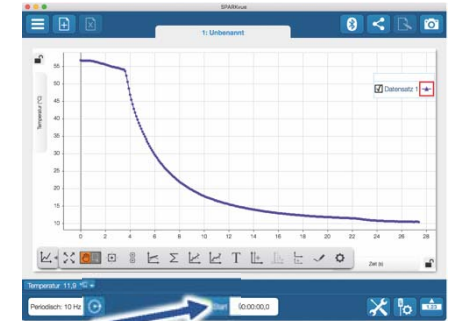 SPARKvue
1: Unbenannt
Datensatz 1
Temperatur (°C)
55
50
45
40
35
30
25
20
15
10
0 2 4 6 8 10 12 14 16 18 20 22 24 26 28
Σ T
Zeit (s)
Temperatur 11,9 °C
Periodisch: 10 Hz
Start
00:00:00,0
1.23